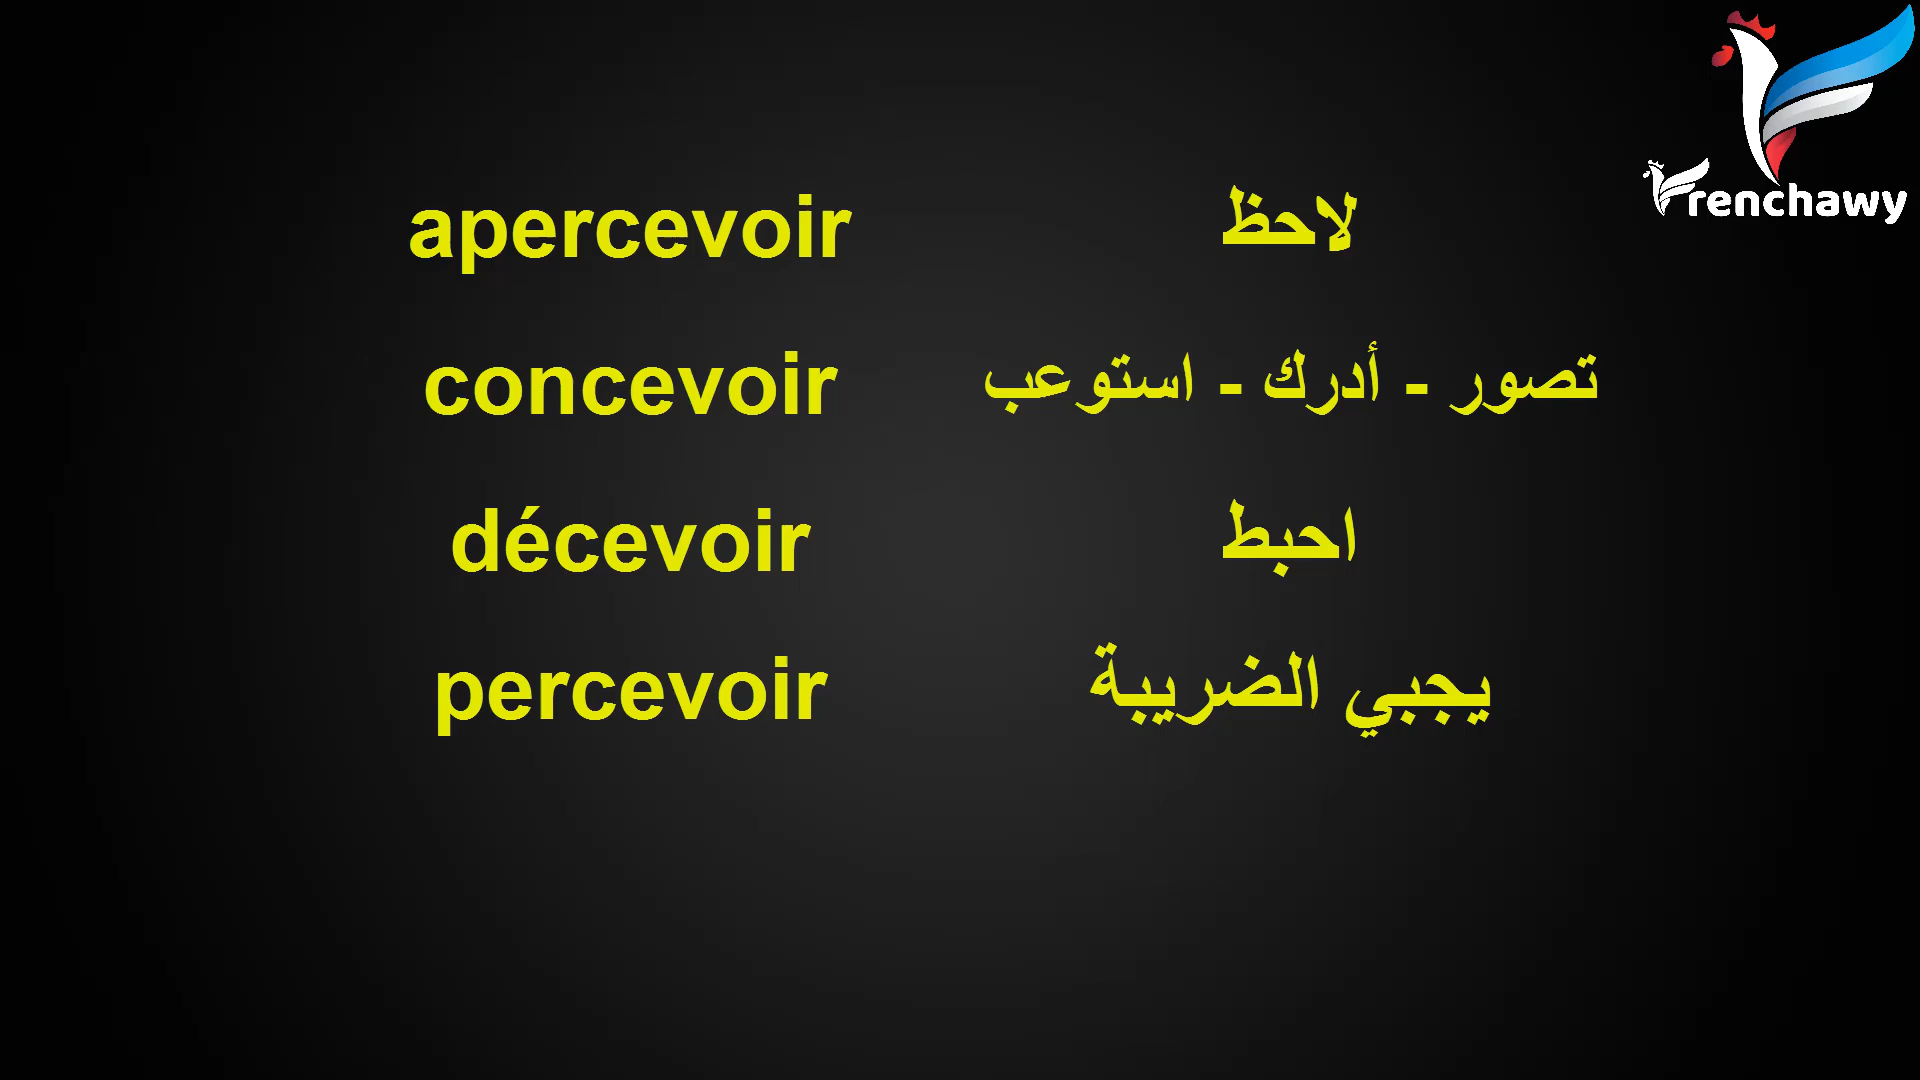 Frenchawy
apercevoir لاحظ
concevoir تصور - أدرك - استوعب
décevoir احبط
percevoir يجبي الضريبة